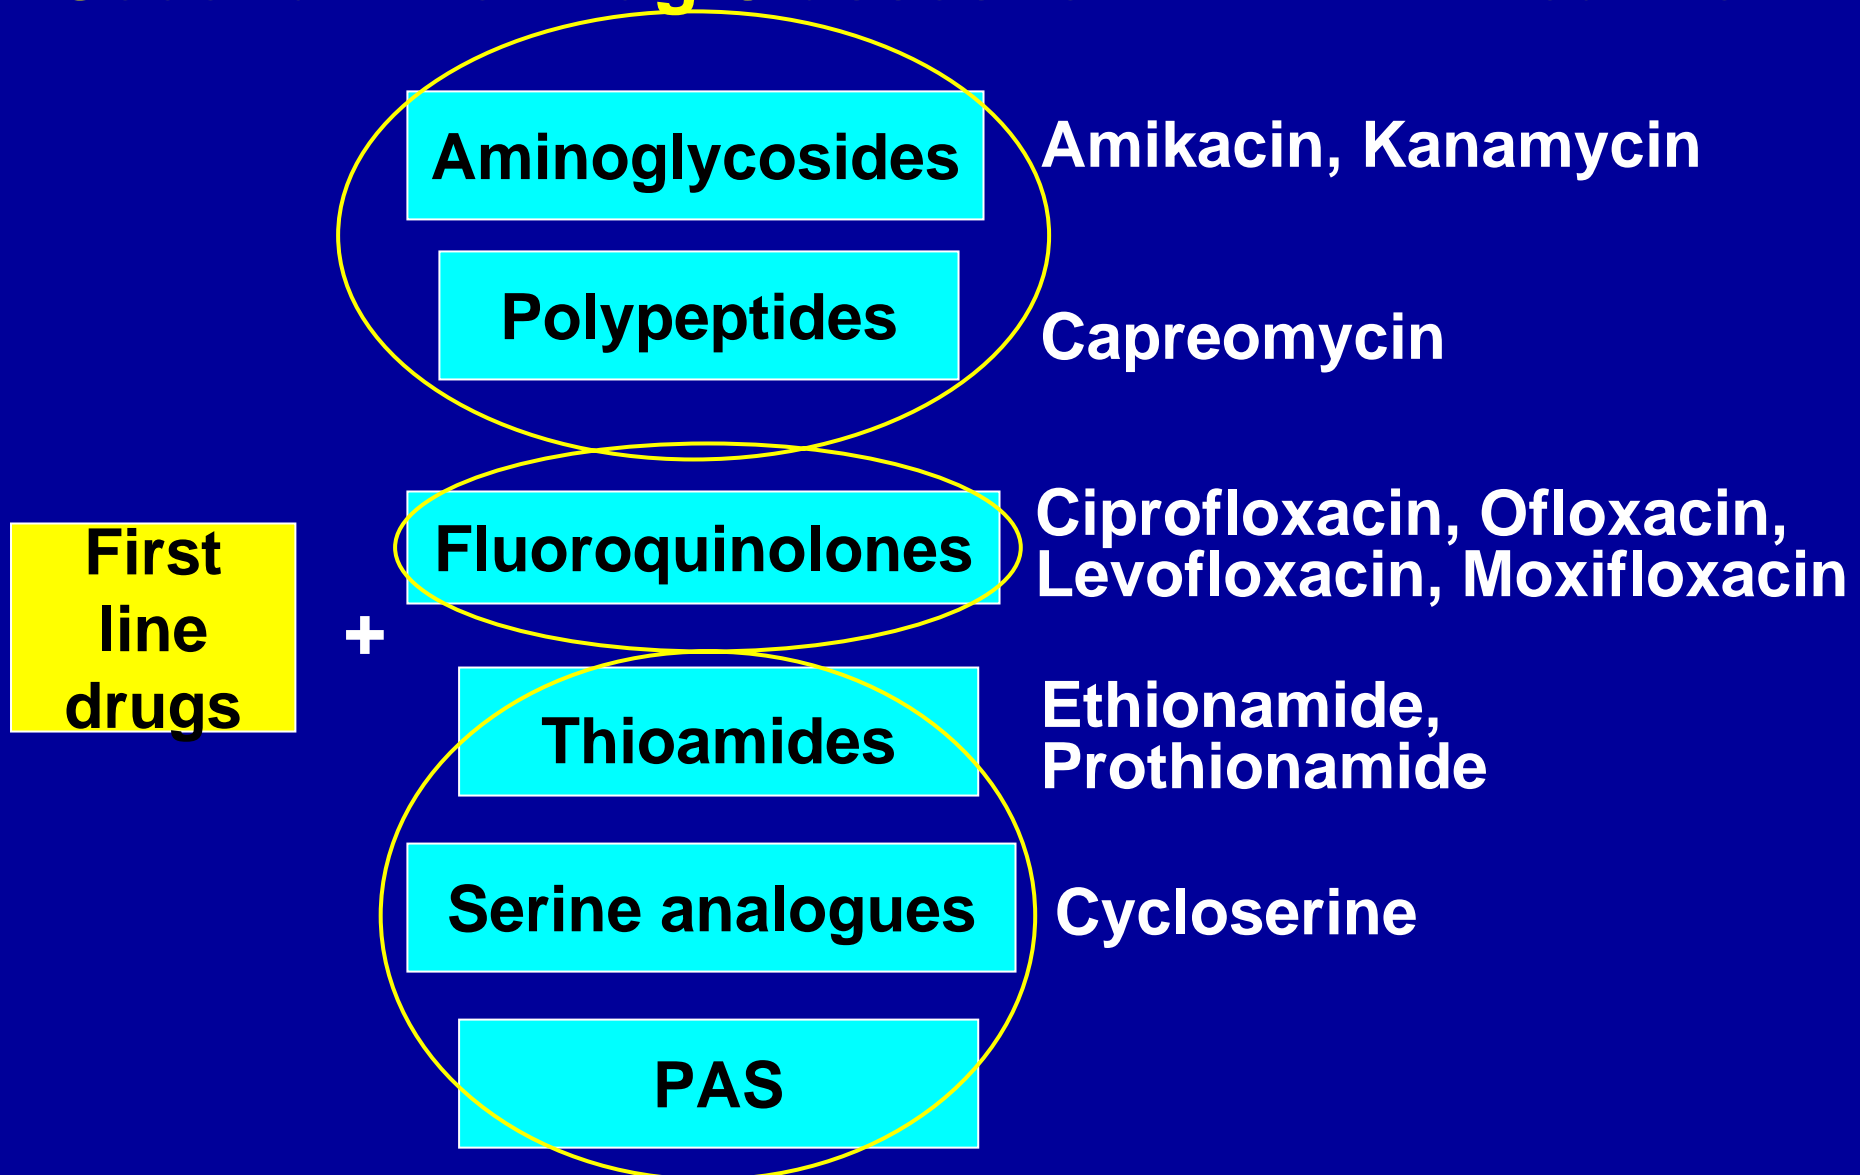 Aminoglycosides
Amikacin, Kanamycin
Polypeptides
Capreomycin
Fluoroquinolones
Ciprofloxacin, Ofloxacin,
Levofloxacin, Moxifloxacin
First
line
drugs
+
Thioamides
Ethionamide,
Prothionamide
Serine analogues
Cycloserine
PAS